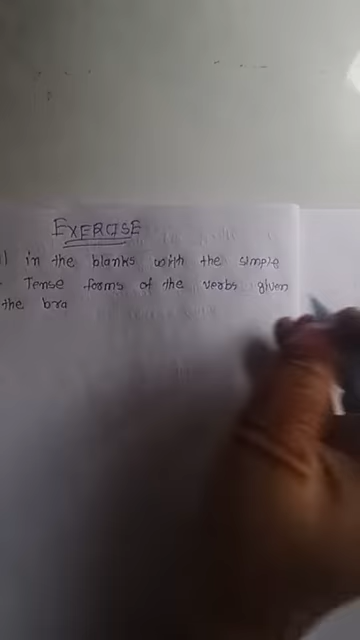 EXERCISE
in the blanks with the simple
Tense forms of the verbs given
the bra